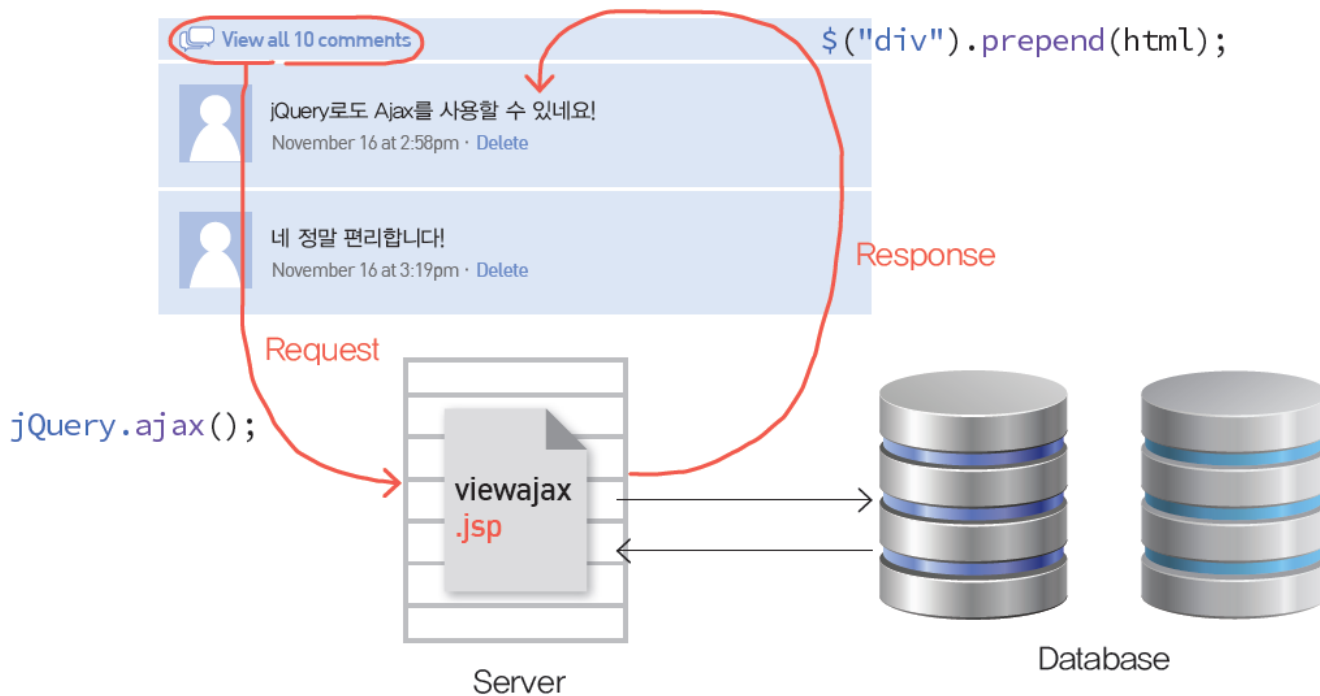 View all 10 comments
$("div").prepend(html);
jQuery로도 Ajax를 사용할 수 있네요!
November 16 at 2:58pm · Delete
네 정말 편리합니다!
November 16 at 3:19pm · Delete
Response
Request
jQuery.ajax();
viewajax
.jsp
Server
Database